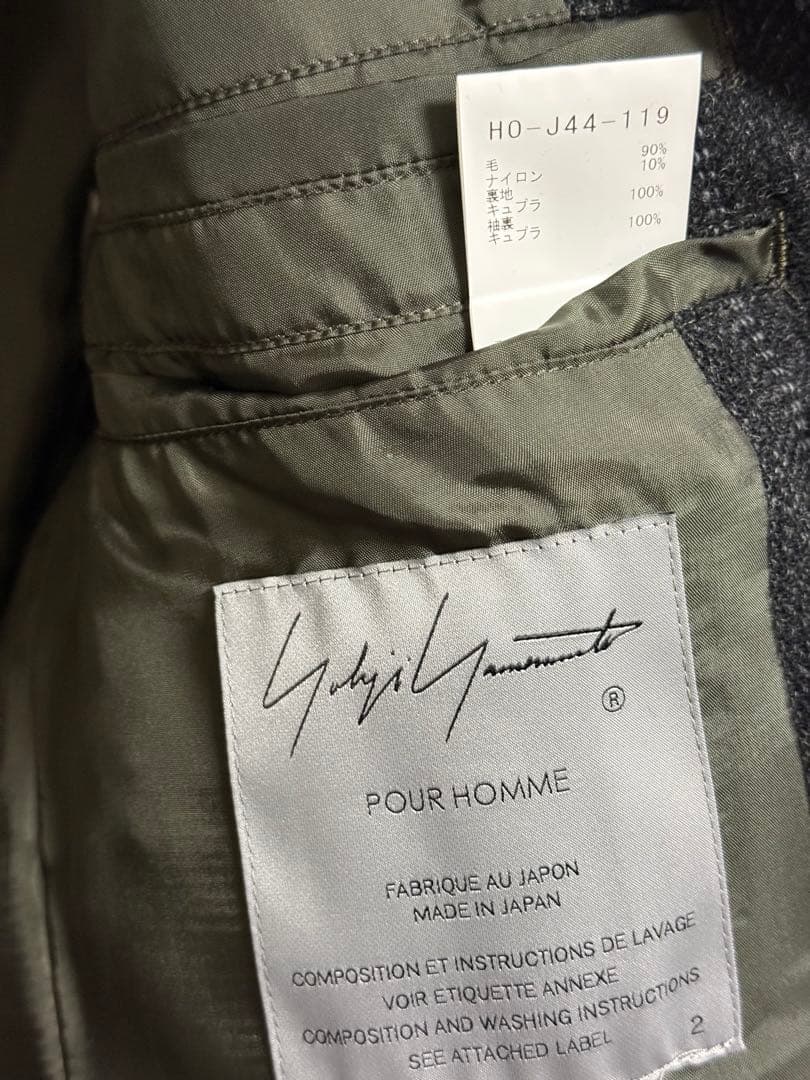 HO-J44-119
毛 90%
ナイロン 10%
裏地
キュプラ 100%
袖裏
キュプラ 100%
Yohji Yamamoto
®
POUR HOMME
FABRIQUE AU JAPON
MADE IN JAPAN
COMPOSITION ET INSTRUCTIONS DE LAVAGE
VOIR ETIQUETTE ANNEXE
COMPOSITION AND WASHING INSTRUCTIONS
SEE ATTACHED LABEL 2